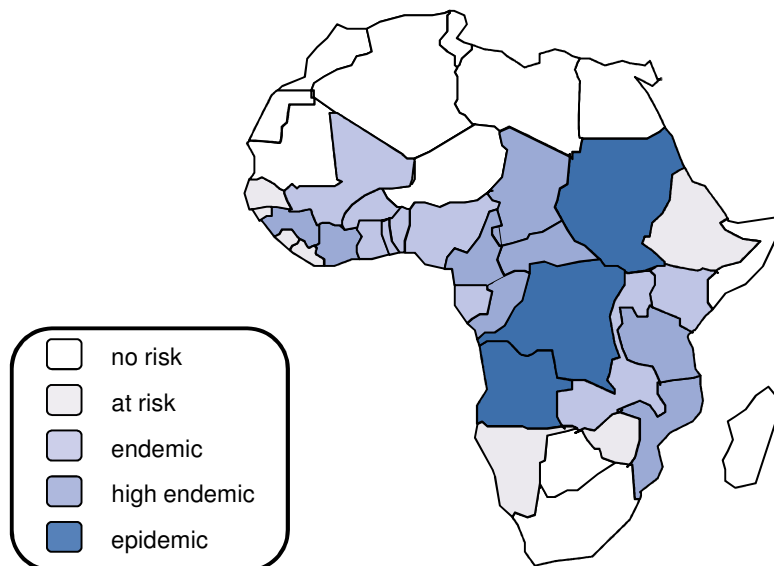 no risk
at risk
endemic
high endemic
epidemic